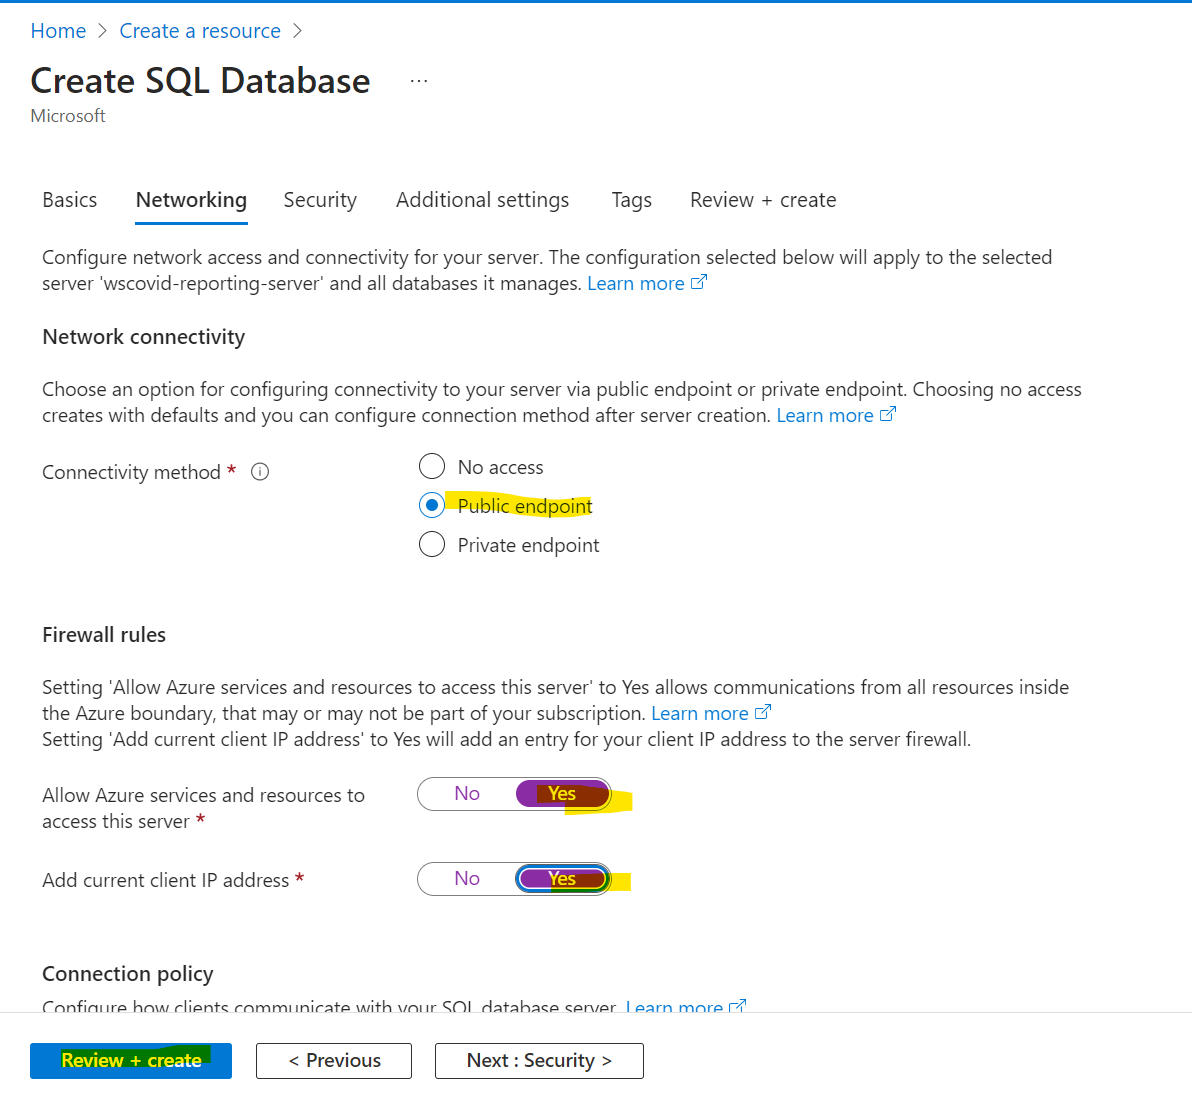 Home > Create a resource >
Create SQL Database ...
Microsoft
Basics Networking Security Additional settings Tags Review + create
Configure network access and connectivity for your server. The configuration selected below will apply to the selected
server 'wscovid-reporting-server' and all databases it manages. Learn more
Network connectivity
Choose an option for configuring connectivity to your server via public endpoint or private endpoint. Choosing no access
creates with defaults and you can configure connection method after server creation. Learn more
Connectivity method *
No access
Public endpoint
Private endpoint
Firewall rules
Setting 'Allow Azure services and resources to access this server' to Yes allows communications from all resources inside
the Azure boundary, that may or may not be part of your subscription. Learn more
Setting 'Add current client IP address' to Yes will add an entry for your client IP address to the server firewall.
Allow Azure services and resources to
access this server *
No Yes
Add current client IP address *
No Yes
Connection policy
Configure how clients communicate with your SQL database server. Learn more
Review + create
< Previous
Next : Security >